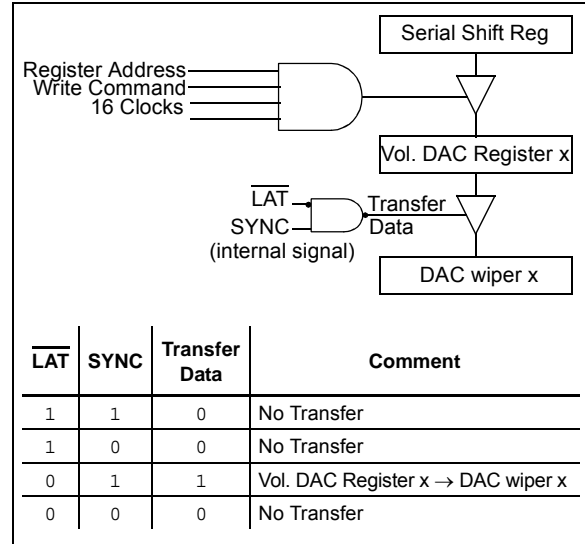 Serial Shift Reg
Register Address
Write Command
16 Clocks
Vol. DAC Register x
LAT
SYNC
(internal signal)
Transfer
Data
DAC wiper x
LAT SYNC Transfer Data Comment
1 1 0 No Transfer
1 0 0 No Transfer
0 1 1 Vol. DAC Register x → DAC wiper x
0 0 0 No Transfer